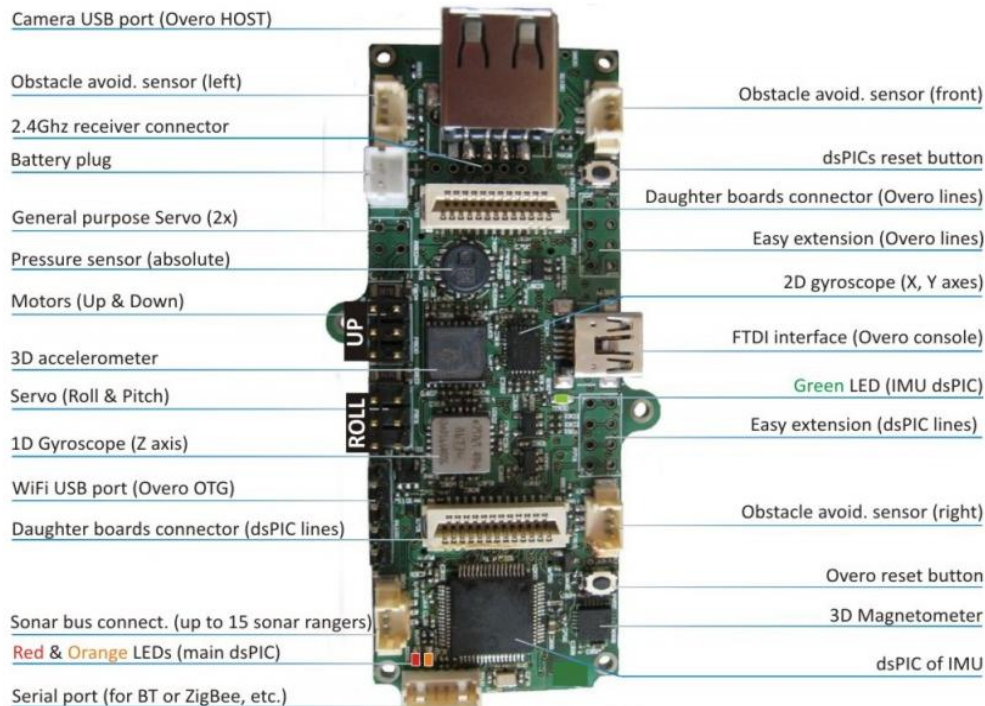 Camera USB port (Overo HOST)
Obstacle avoid. sensor (left)
2.4Ghz receiver connector
Battery plug
General purpose Servo (2x)
Pressure sensor (absolute)
Motors (Up & Down)
3D accelerometer
Servo (Roll & Pitch)
1D Gyroscope (Z axis)
WiFi USB port (Overo OTG)
Daughter boards connector (dsPIC lines)
Sonar bus connect. (up to 15 sonar rangers)
Red & Orange LEDs (main dsPIC)
Serial port (for BT or ZigBee, etc.)
UP
ROLL
Obstacle avoid. sensor (front)
dsPICs reset button
Daughter boards connector (Overo lines)
Easy extension (Overo lines)
2D gyroscope (X, Y axes)
FTDI interface (Overo console)
Green LED (IMU dsPIC)
Easy extension (dsPIC lines)
Obstacle avoid. sensor (right)
Overo reset button
3D Magnetometer
dsPIC of IMU